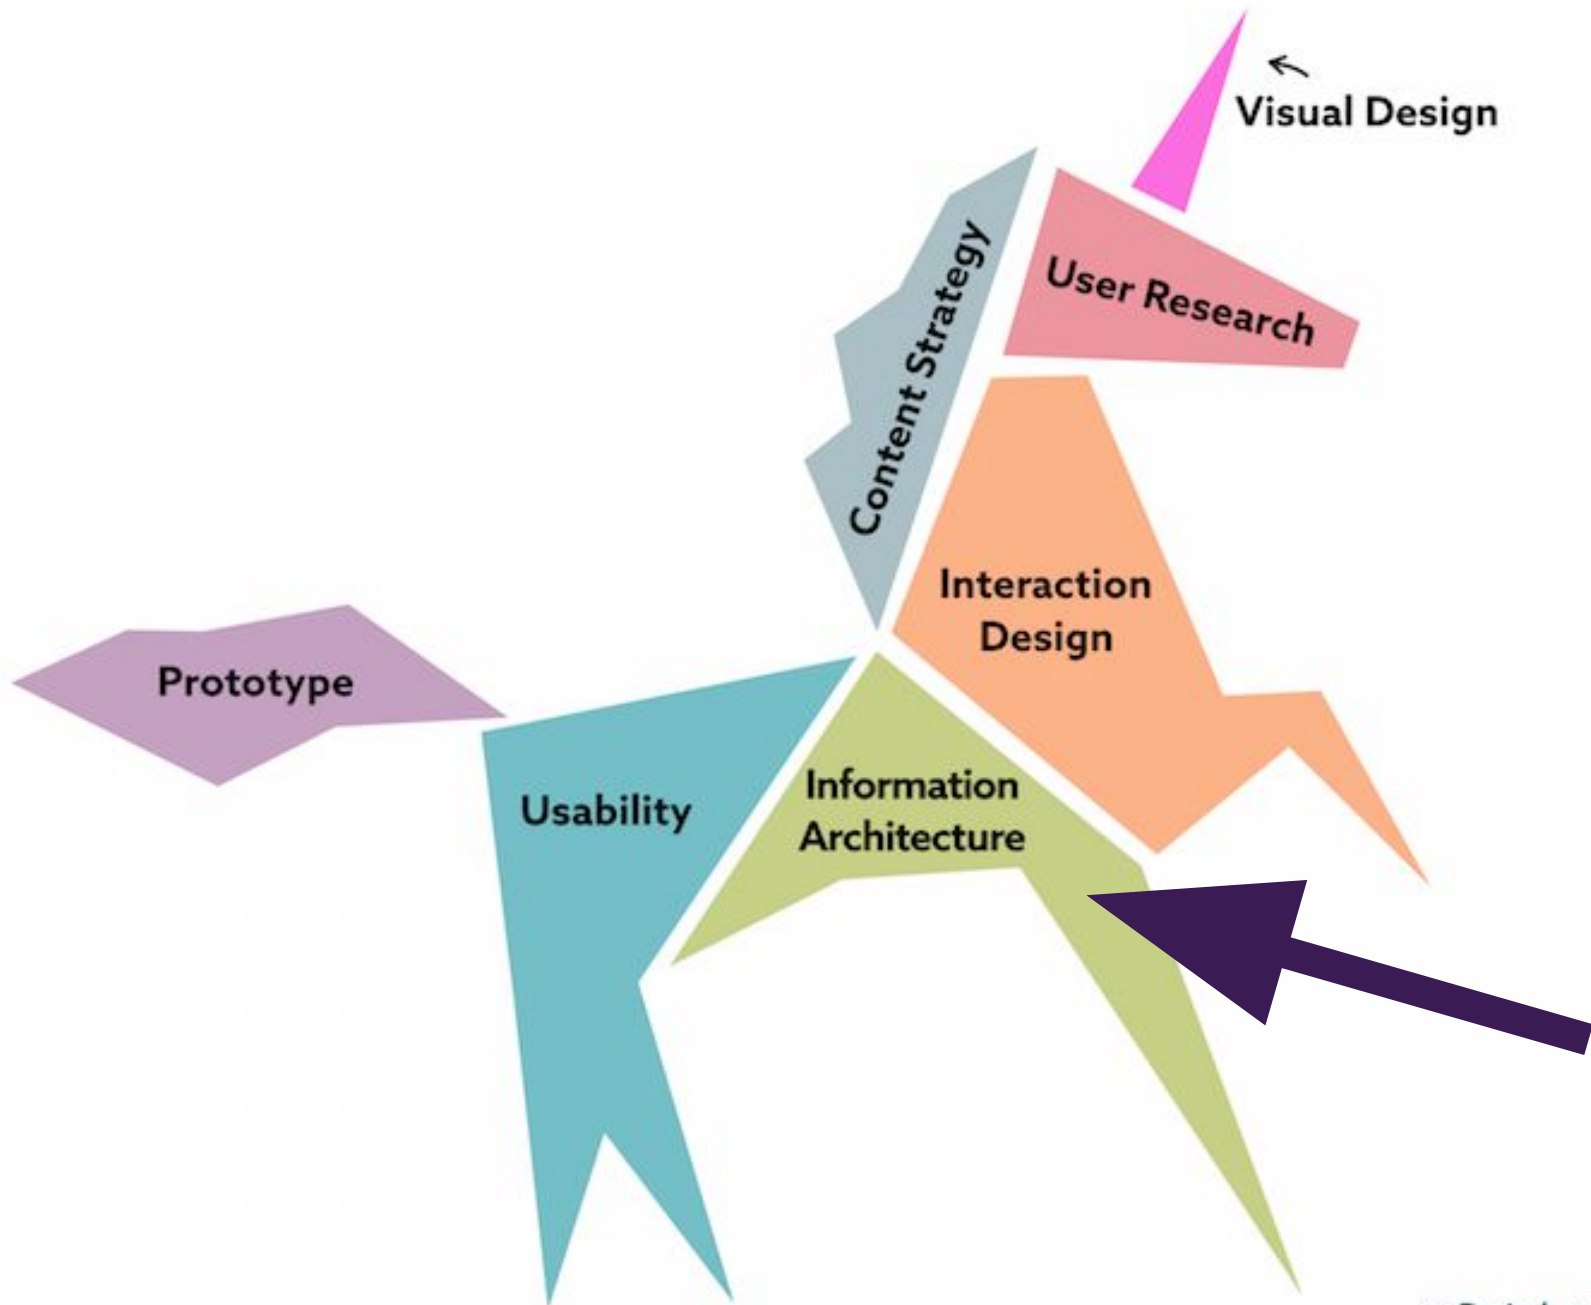 Visual Design
User Research
Content Strategy
Interaction
Design
Prototype
Usability
Information
Architecture